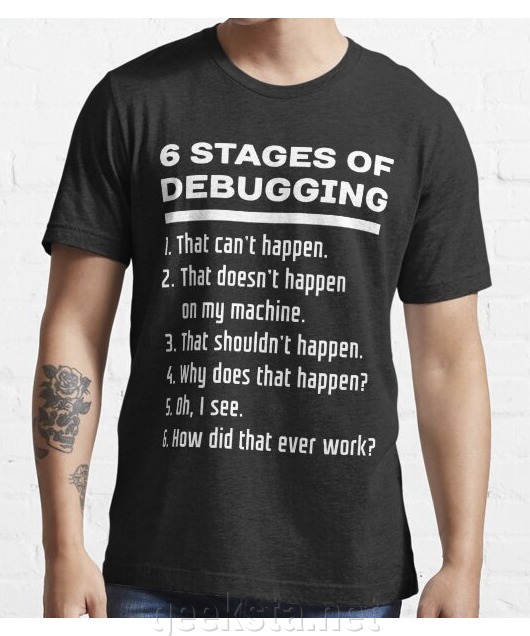 6 STAGES OF
DEBUGGING
1. That can't happen.
2. That doesn't happen
on my machine.
3. That shouldn't happen.
4. Why does that happen?
5. Oh, I see.
6. How did that ever work?
geeksta.net